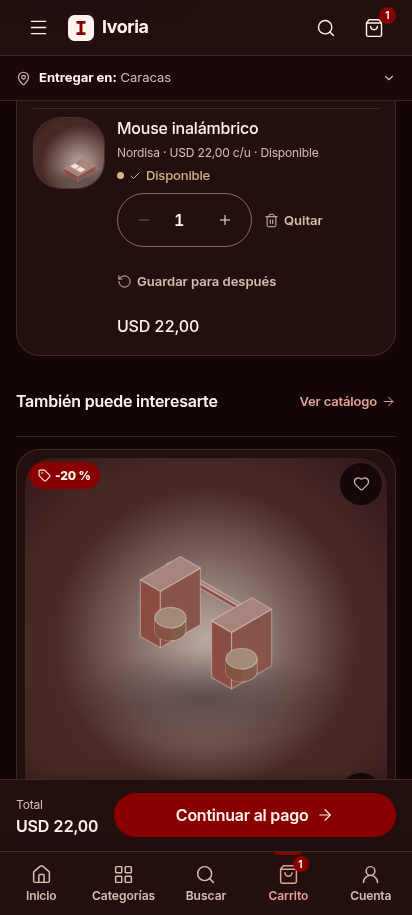 I Ivoria
1
Entregar en: Caracas
Mouse inalámbrico
Nordisa · USD 22,00 c/u · Disponible
Disponible
1
Quitar
Guardar para después
USD 22,00
También puede interesarte
Ver catálogo
-20 %
Total
USD 22,00
Continuar al pago
1
Inicio
Categorías
Buscar
Carrito
Cuenta